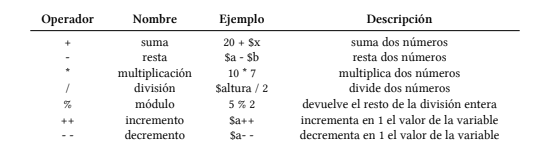 Operador Nombre Ejemplo Descripción
+ suma 20 + $x suma dos números
- resta $a - $b resta dos números
* multiplicación 10 * 7 multiplica dos números
/ división $altura / 2 divide dos números
% módulo 5 % 2 devuelve el resto de la división entera
++ incremento $a++ incrementa en 1 el valor de la variable
- - decremento $a- - decrementa en 1 el valor de la variable